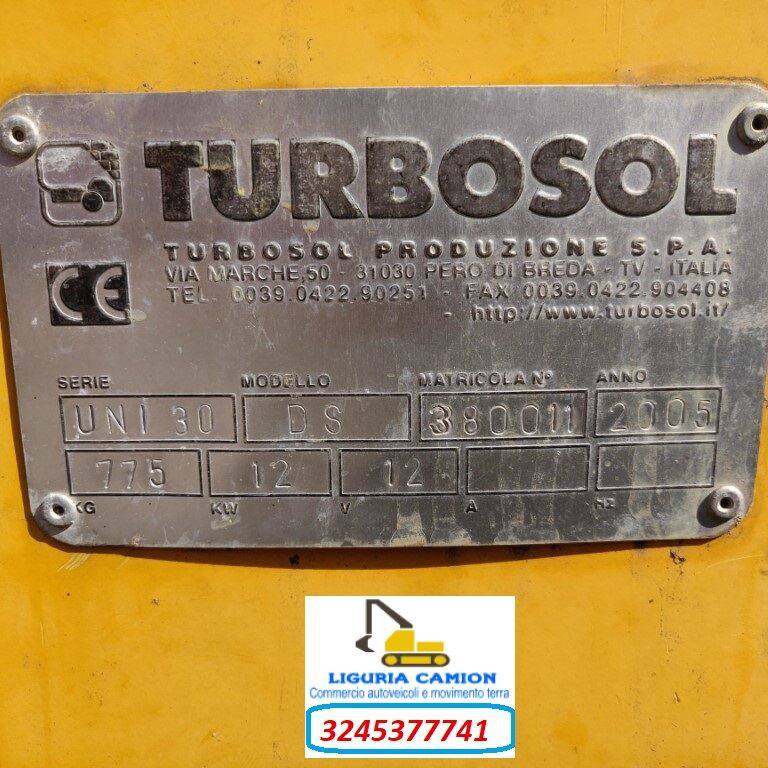 TURBOSOL
TURBOSOL PRODUZIONE S.P.A.
VIA MARCHE,50 - 31030 PERO DI BREDA - TV - ITALIA
TEL. 0039.0422.90251 - FAX 0039.0422.904408
- http://www.turbosol.it/
CE
SERIE MODELLO MATRICOLA N° ANNO
UNI 30 DS 380011 2005
775 12 12
KG KW V A HZ
LIGURIA CAMION
Commercio autoveicoli e movimento terra
3245377741